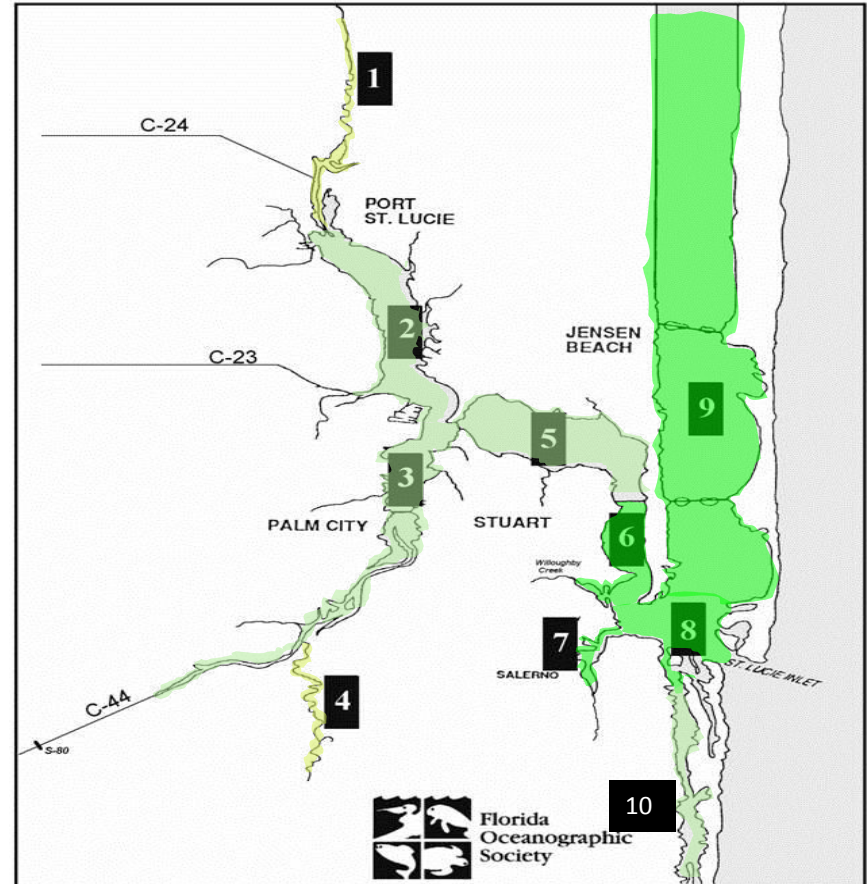 1
C-24
PORT
ST. LUCIE
2
JENSEN
BEACH
C-23
9
5
3
PALM CITY
STUART
6
Willoughby
Creek
7
8
SALERNO
ST. LUCIE INLET
4
C-44
S-80
10
Florida
Oceanographic
Society